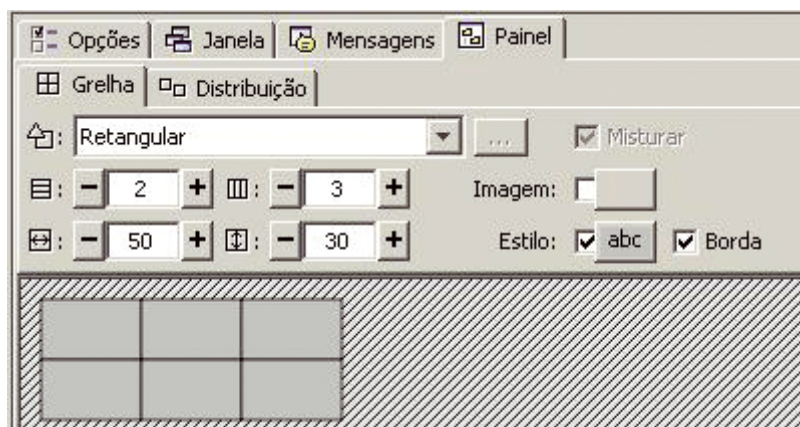 Opções Janela Mensagens Painel
Grelha Distribuição
: Retangular ... Misturar
: - 2 + : - 3 + Imagem:
: - 50 + : - 30 + Estilo: abc Borda